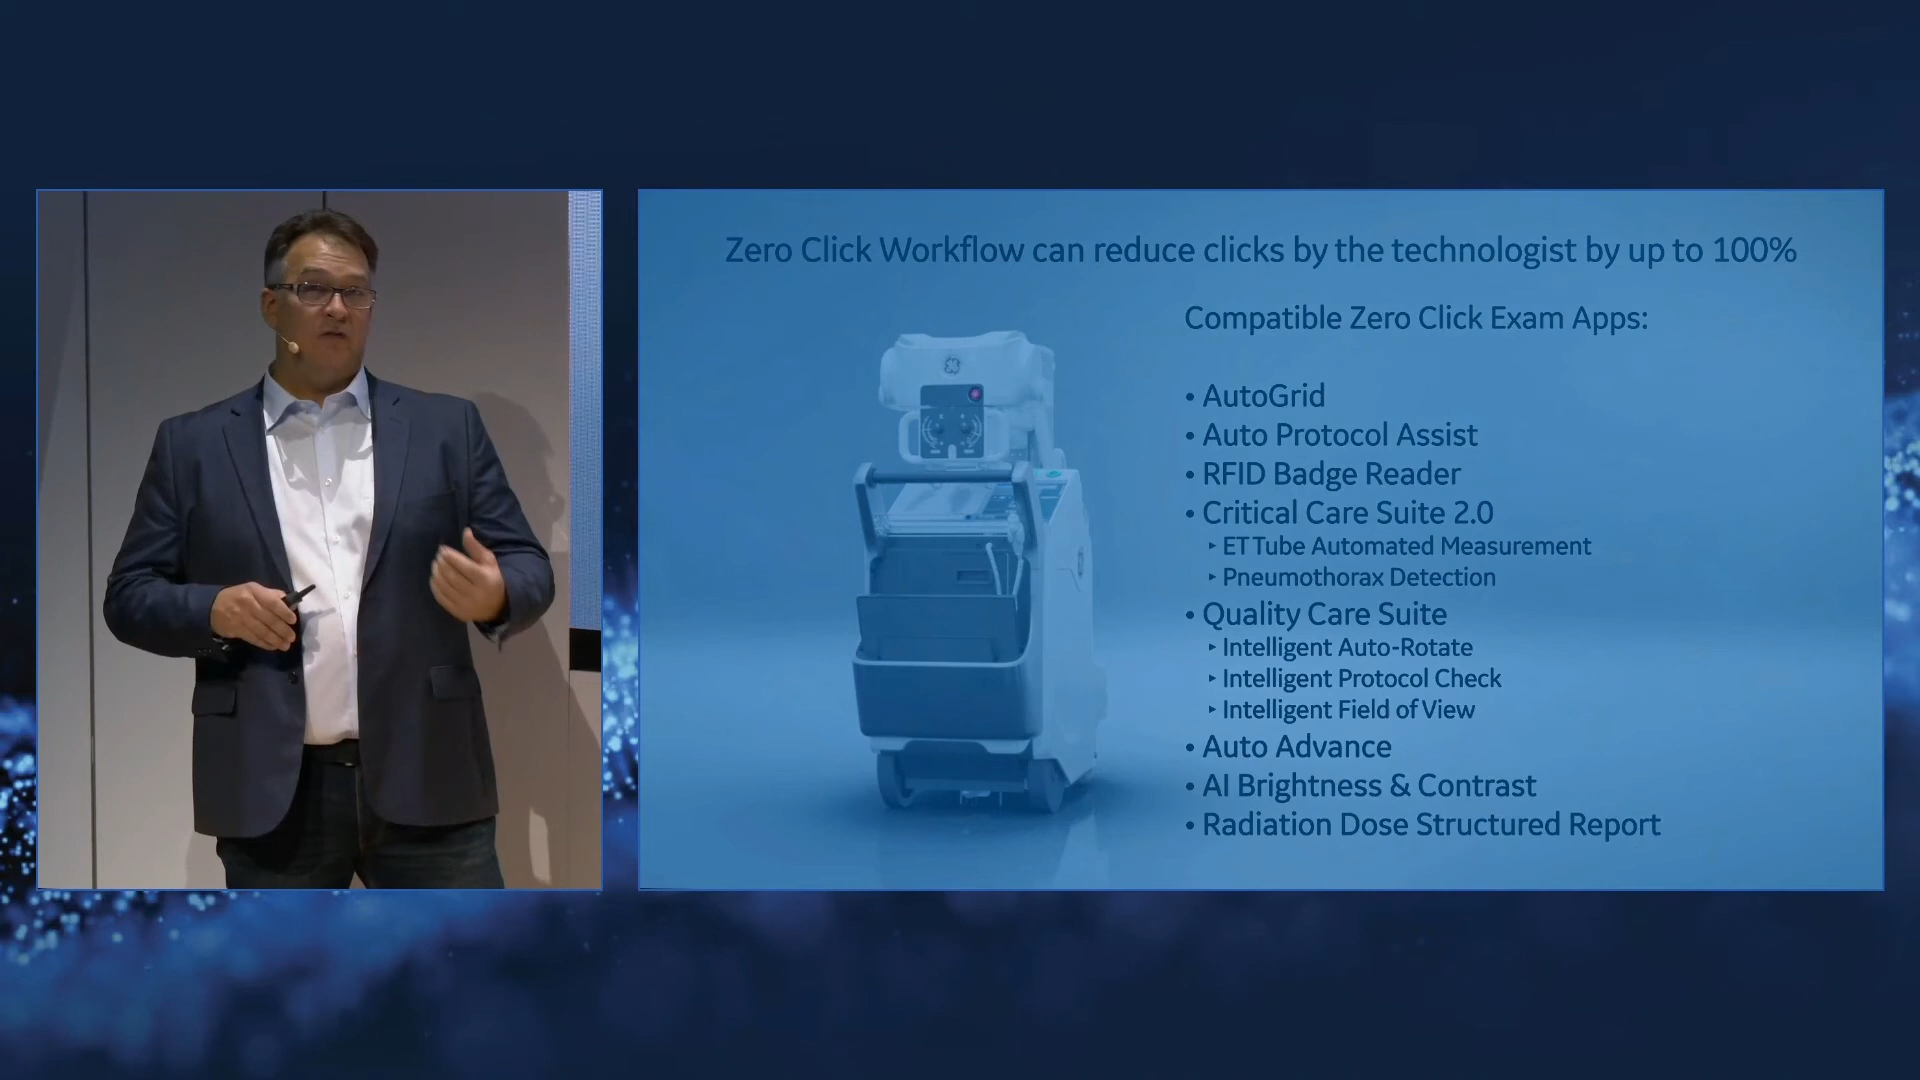 Zero Click Workflow can reduce clicks by the technologist by up to 100%
Compatible Zero Click Exam Apps:
• AutoGrid
• Auto Protocol Assist
• RFID Badge Reader
• Critical Care Suite 2.0
‣ ET Tube Automated Measurement
‣ Pneumothorax Detection
• Quality Care Suite
‣ Intelligent Auto-Rotate
‣ Intelligent Protocol Check
‣ Intelligent Field of View
• Auto Advance
• AI Brightness & Contrast
• Radiation Dose Structured Report